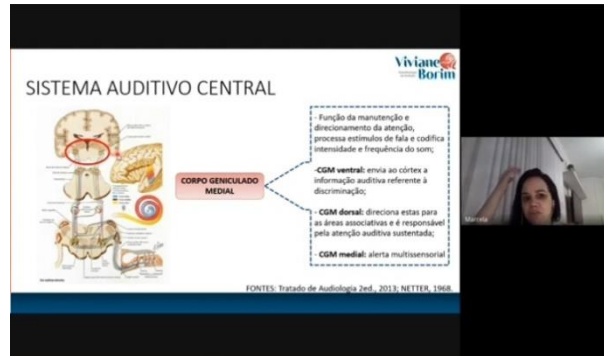 Viviane
Borim
SISTEMA AUDITIVO CENTRAL
CORPO GENICULADO
MEDIAL
- Função da manutenção e
direcionamento da atenção,
processa estímulos de fala e codifica
intensidade e frequência do som;
-CGM ventral: envia ao córtex a
informação auditiva referente à
discriminação;
- CGM dorsal: direciona estas para
as áreas associativas e é responsável
pela atenção auditiva sustentada;
- CGM medial: alerta multissensorial
FONTES: Tratado de Audiologia 2ed., 2013; NETTER, 1968.
Marcela